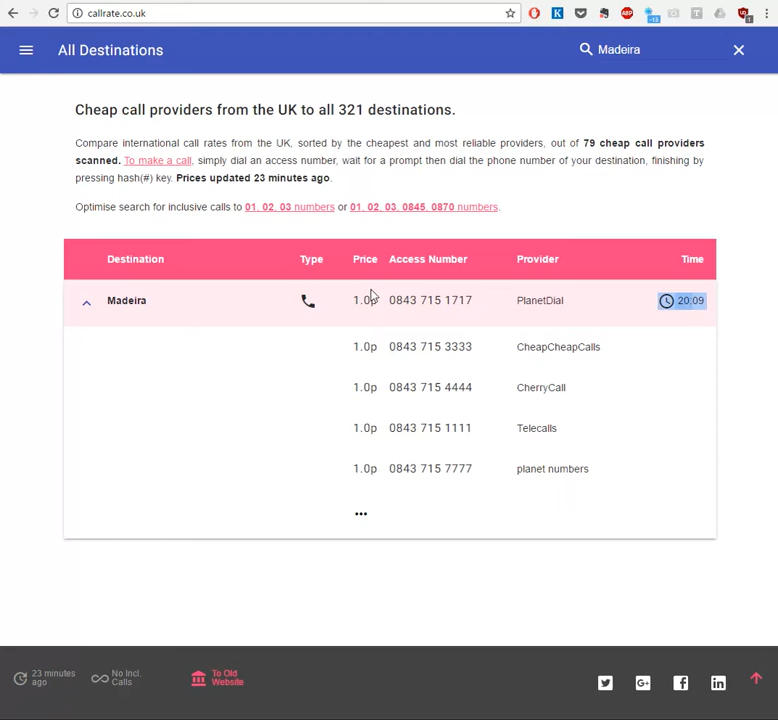 callrate.co.uk
All Destinations
Madeira
Cheap call providers from the UK to all 321 destinations.
Compare international call rates from the UK, sorted by the cheapest and most reliable providers, out of 79 cheap call providers
scanned. To make a call, simply dial an access number, wait for a prompt then dial the phone number of your destination, finishing by
pressing hash(#) key. Prices updated 23 minutes ago.
Optimise search for inclusive calls to 01, 02, 03 numbers or 01, 02, 03, 0845, 0870 numbers.
Destination Type Price Access Number Provider Time
Madeira 1.0p 0843 715 1717 PlanetDial 20:09
1.0p 0843 715 3333 CheapCheapCalls
1.0p 0843 715 4444 CherryCall
1.0p 0843 715 1111 Telecalls
1.0p 0843 715 7777 planet numbers
...
23 minutes No Incl. To Old
ago Calls Website